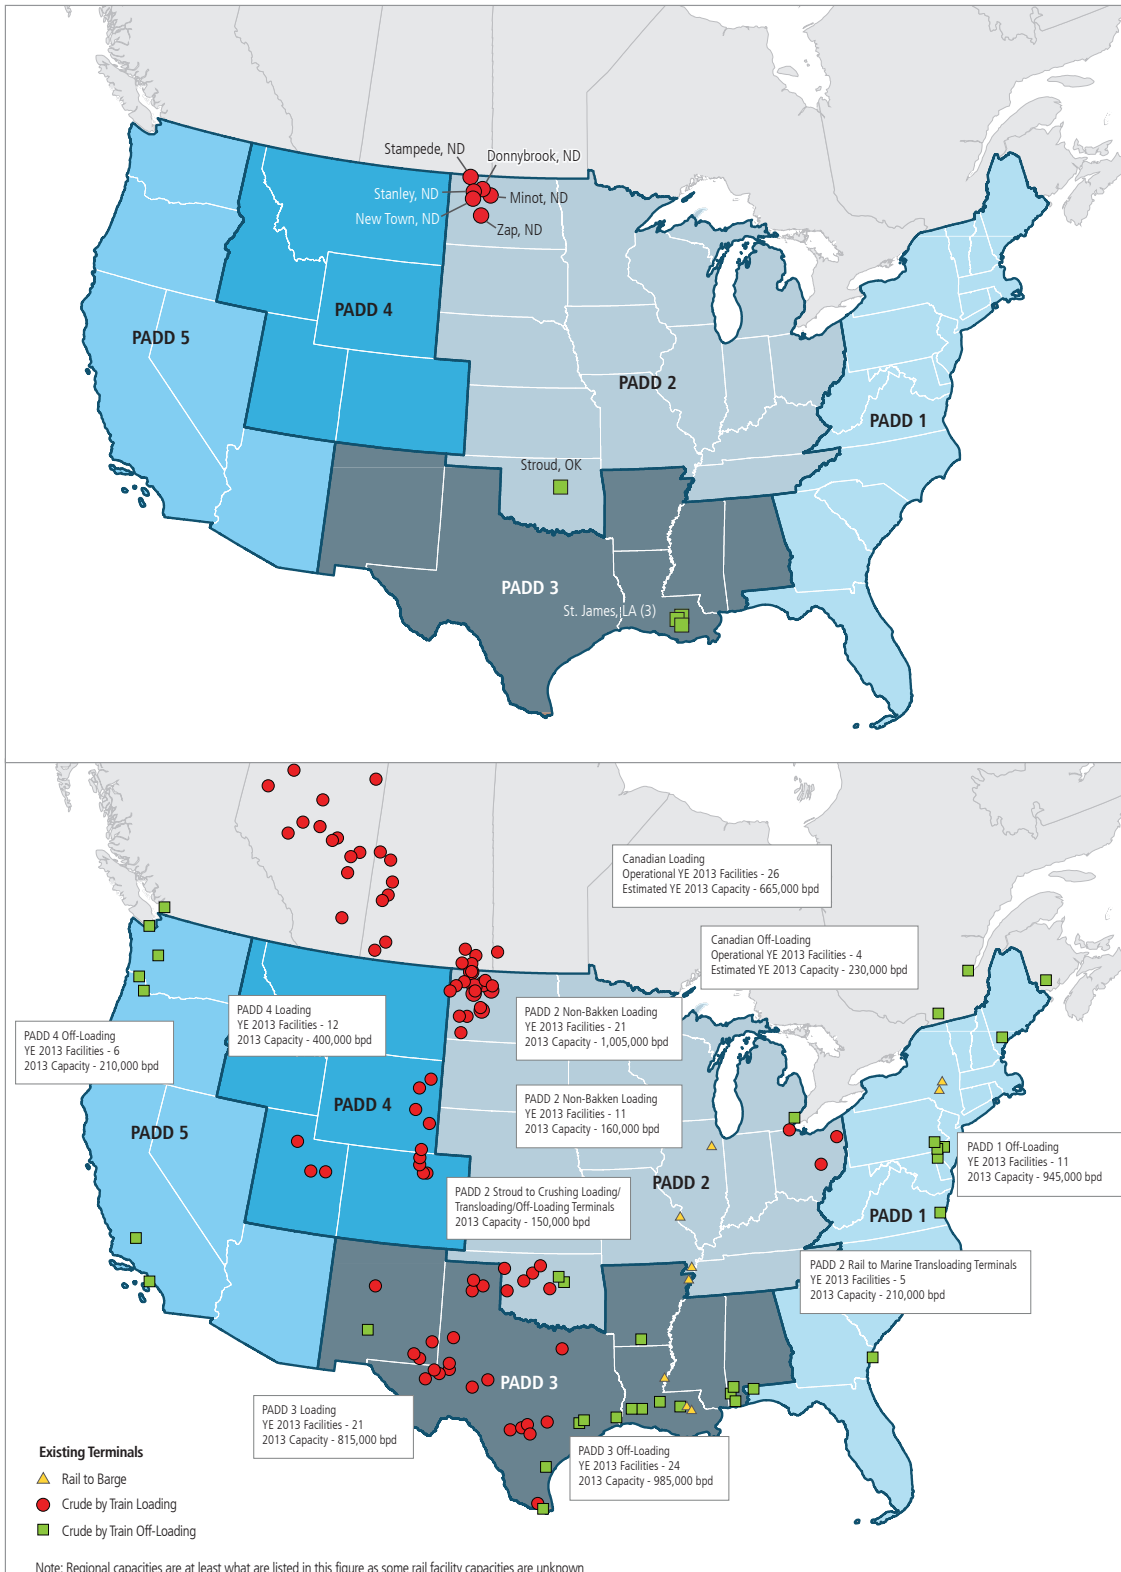 Stampede, ND
Donnybrook, ND
Stanley, ND
Minot, ND
New Town, ND
Zap, ND
PADD 4
PADD 5
PADD 2
PADD 1
Stroud, OK
PADD 3
St. James, LA (3)
Canadian Loading
Operational YE 2013 Facilities - 26
Estimated YE 2013 Capacity - 665,000 bpd
Canadian Off-Loading
Operational YE 2013 Facilities - 4
Estimated YE 2013 Capacity - 230,000 bpd
PADD 4 Loading
YE 2013 Facilities - 12
2013 Capacity - 400,000 bpd
PADD 2 Non-Bakken Loading
YE 2013 Facilities - 21
2013 Capacity - 1,005,000 bpd
PADD 4 Off-Loading
YE 2013 Facilities - 6
2013 Capacity - 210,000 bpd
PADD 2 Non-Bakken Loading
YE 2013 Facilities - 11
2013 Capacity - 160,000 bpd
PADD 4
PADD 5
PADD 1 Off-Loading
YE 2013 Facilities - 11
2013 Capacity - 945,000 bpd
PADD 2
PADD 2 Stroud to Crushing Loading/
Transloading/Off-Loading Terminals
2013 Capacity - 150,000 bpd
PADD 1
PADD 2 Rail to Marine Transloading Terminals
YE 2013 Facilities - 5
2013 Capacity - 210,000 bpd
PADD 3
PADD 3 Loading
YE 2013 Facilities - 21
2013 Capacity - 815,000 bpd
PADD 3 Off-Loading
YE 2013 Facilities - 24
2013 Capacity - 985,000 bpd
Existing Terminals
Rail to Barge
Crude by Train Loading
Crude by Train Off-Loading
Note: Regional capacities are at least what are listed in this figure as some rail facility capacities are unknown